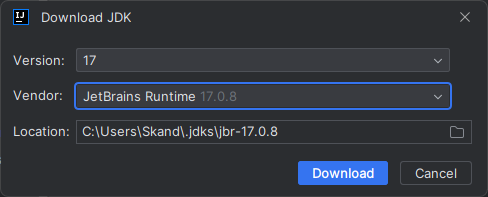 IJ
Download JDK
Version: 17
Vendor: JetBrains Runtime 17.0.8
Location: C:\Users\Skand\.jdks\jbr-17.0.8
Download Cancel